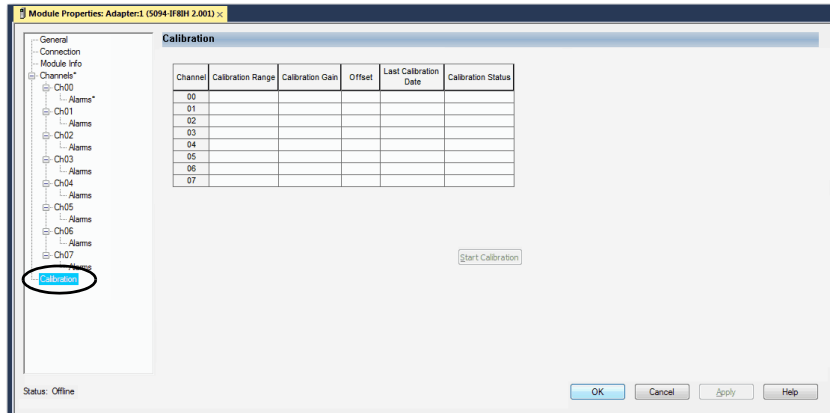 Module Properties: Adapter:1 (5094-IF8IH 2.001) ×
General
Connection
Module Info
Channels*
Ch00
Alarms*
Ch01
Alarms
Ch02
Alarms
Ch03
Alarms
Ch04
Alarms
Ch05
Alarms
Ch06
Alarms
Ch07
Alarms
Calibration
Calibration
Channel Calibration Range Calibration Gain Offset Last Calibration Date Calibration Status
00
01
02
03
04
05
06
07
Start Calibration
Status: Offline
OK Cancel Apply Help